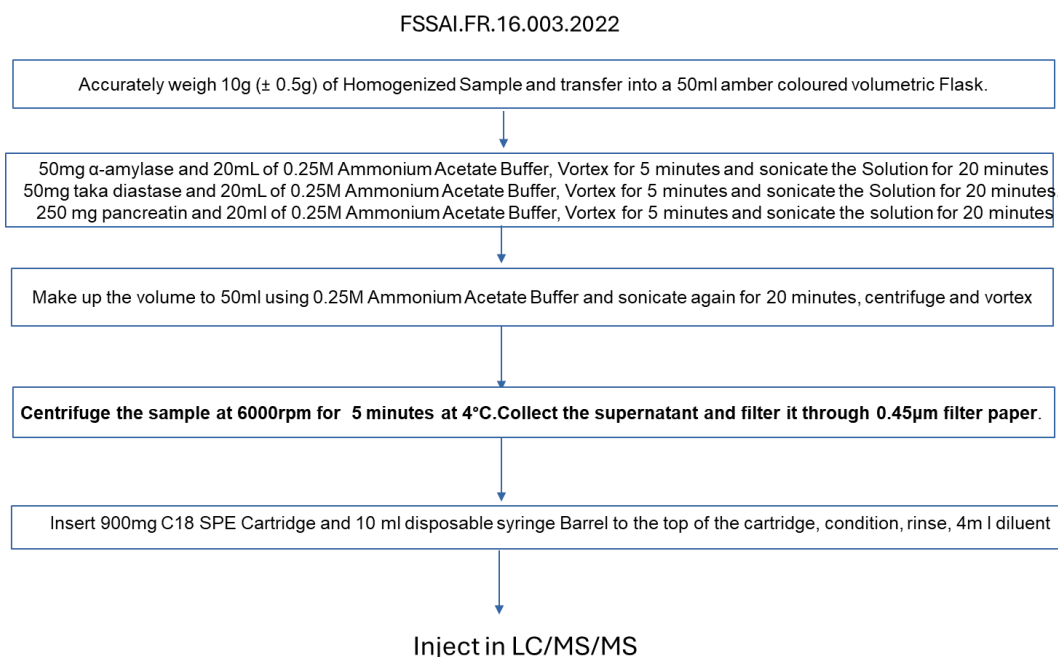 FSSAI.FR.16.003.2022
Accurately weigh 10g (± 0.5g) of Homogenized Sample and transfer into a 50ml amber coloured volumetric Flask.
50mg α-amylase and 20mL of 0.25M Ammonium Acetate Buffer, Vortex for 5 minutes and sonicate the Solution for 20 minutes
50mg taka diastase and 20mL of 0.25M Ammonium Acetate Buffer, Vortex for 5 minutes and sonicate the Solution for 20 minutes.
250 mg pancreatin and 20ml of 0.25M Ammonium Acetate Buffer, Vortex for 5 minutes and sonicate the solution for 20 minutes
Make up the volume to 50ml using 0.25M Ammonium Acetate Buffer and sonicate again for 20 minutes, centrifuge and vortex
Centrifuge the sample at 6000rpm for 5 minutes at 4°C.Collect the supernatant and filter it through 0.45µm filter paper.
Insert 900mg C18 SPE Cartridge and 10 ml disposable syringe Barrel to the top of the cartridge, condition, rinse, 4m l diluent
Inject in LC/MS/MS